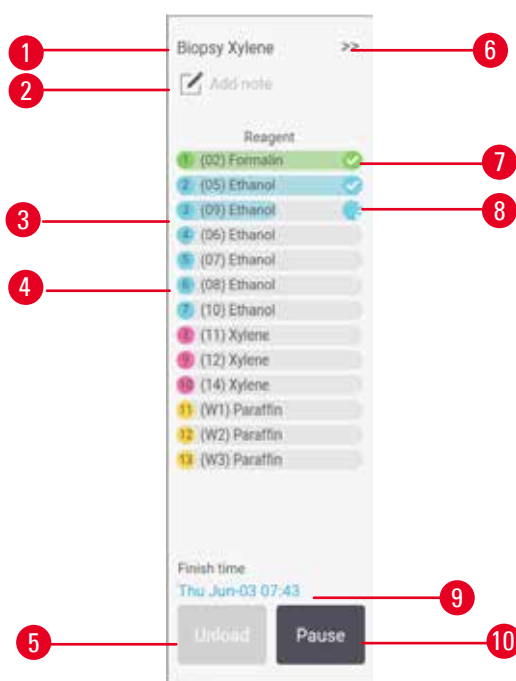 1 Biopsy Xylene >> 6
2 Add note
Reagent
1 (02) Formalin 7
2 (05) Ethanol
3 (09) Ethanol 8
3
4 (06) Ethanol
5 (07) Ethanol
4 6 (08) Ethanol
7 (10) Ethanol
8 (11) Xylene
9 (12) Xylene
10 (14) Xylene
11 (W1) Paraffin
12 (W2) Paraffin
13 (W3) Paraffin
Finish time
Thu Jun-03 07:43 9
5 Unload Pause 10